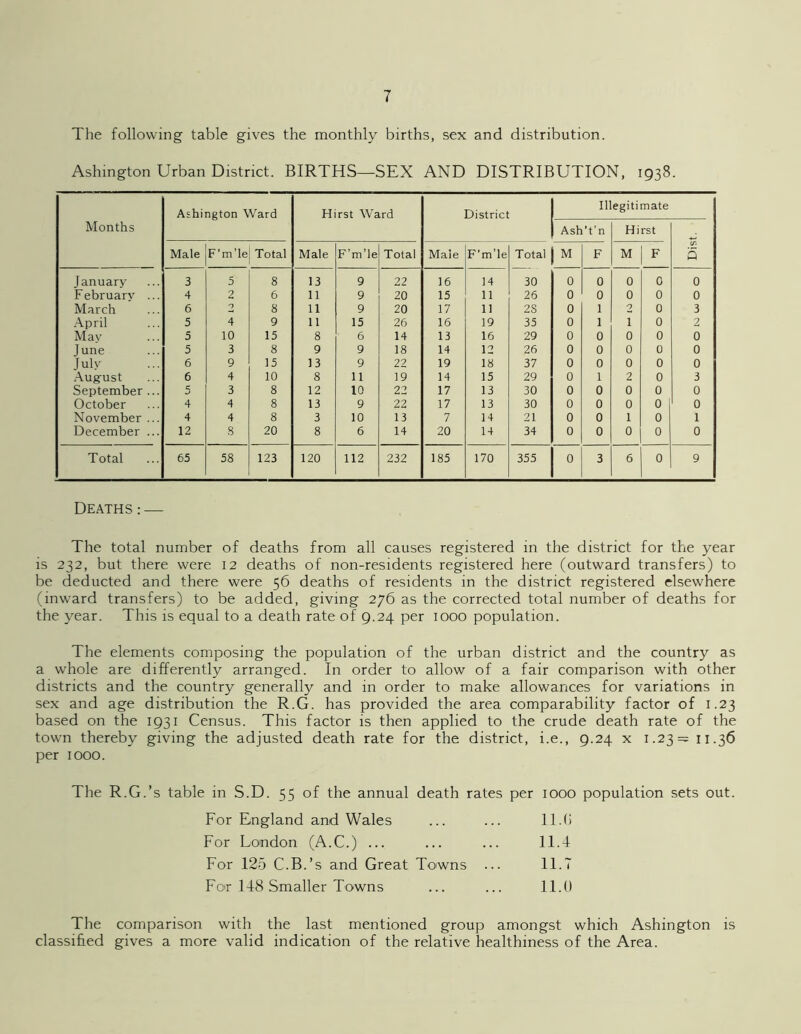 7
The following table gives the monthly births, sex and distribution.
Ashington Urban District. BIRTHS—SEX AND DISTRIBUTION, 1938.
Months | Ashington Ward | Hirst Ward | District | Illegitimate
Ash't'n | Hirst | Dist.
Male | F'm'le | Total | Male | F'm'le | Total | Male | F'm'le | Total | M | F | M | F
January ... 3 5 8 13 9 22 16 14 30 0 0 0 0 0
February ... 4 2 6 11 9 20 15 11 26 0 0 0 0 0
March ... 6 2 8 11 9 20 17 11 28 0 1 2 0 3
April ... 5 4 9 11 15 26 16 19 35 0 1 1 0 2
May ... 5 10 15 8 6 14 13 16 29 0 0 0 0 0
June ... 5 3 8 9 9 18 14 12 26 0 0 0 0 0
July ... 6 9 15 13 9 22 19 18 37 0 0 0 0 0
August ... 6 4 10 8 11 19 14 15 29 0 1 2 0 3
September ... 5 3 8 12 10 22 17 13 30 0 0 0 0 0
October ... 4 4 8 13 9 22 17 13 30 0 0 0 0 0
November ... 4 4 8 3 10 13 7 14 21 0 0 1 0 1
December ... 12 8 20 8 6 14 20 14 34 0 0 0 0 0
Total ... 65 58 123 120 112 232 185 170 355 0 3 6 0 9
DEATHS : —
The total number of deaths from all causes registered in the district for the year
is 232, but there were 12 deaths of non-residents registered here (outward transfers) to
be deducted and there were 56 deaths of residents in the district registered elsewhere
(inward transfers) to be added, giving 276 as the corrected total number of deaths for
the year. This is equal to a death rate of 9.24 per 1000 population.
The elements composing the population of the urban district and the country as
a whole are differently arranged. In order to allow of a fair comparison with other
districts and the country generally and in order to make allowances for variations in
sex and age distribution the R.G. has provided the area comparability factor of 1.23
based on the 1931 Census. This factor is then applied to the crude death rate of the
town thereby giving the adjusted death rate for the district, i.e., 9.24 x 1.23 = 11.36
per 1000.
The R.G.'s table in S.D. 55 of the annual death rates per 1000 population sets out.
For England and Wales ... ... 11.6
For London (A.C.) ... ... ... 11.4
For 125 C.B.'s and Great Towns ... 11.7
For 148 Smaller Towns ... ... 11.0
The comparison with the last mentioned group amongst which Ashington is
classified gives a more valid indication of the relative healthiness of the Area.